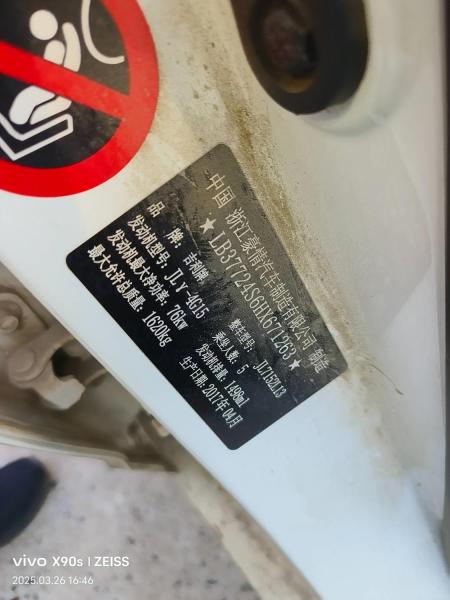 中国 浙江豪情汽车制造有限公司 制造
★LB37724S6HH671263★
品 牌: 吉利牌
整车型号: JL7152L13
发动机型号: JLY-4G15
乘坐人数: 5
发动机最大净功率: 76kw
发动机排量: 1498ml
最大允许总质量: 1620kg
生产日期: 2017年04月
vivo X90s | ZEISS
2025.03.26 16:46